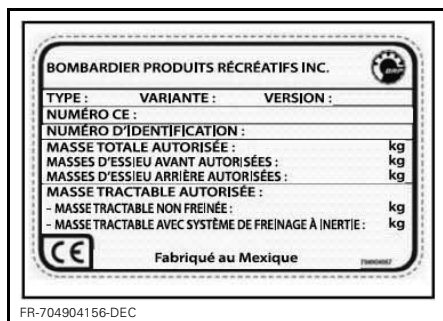 BOMBARDIER PRODUITS RÉCRÉATIFS INC.
BRP
TYPE : VARIANTE : VERSION :
NUMÉRO CE :
NUMÉRO D'IDENTIFICATION :
MASSE TOTALE AUTORISÉE : kg
MASSES D'ESSIEU AVANT AUTORISÉES : kg
MASSES D'ESSIEU ARRIÈRE AUTORISÉES : kg
MASSE TRACTABLE AUTORISÉE :
- MASSE TRACTABLE NON FREINÉE : kg
- MASSE TRACTABLE AVEC SYSTÈME DE FREINAGE À INERTIE : kg
CE
Fabriqué au Mexique
FR-704904156-DEC